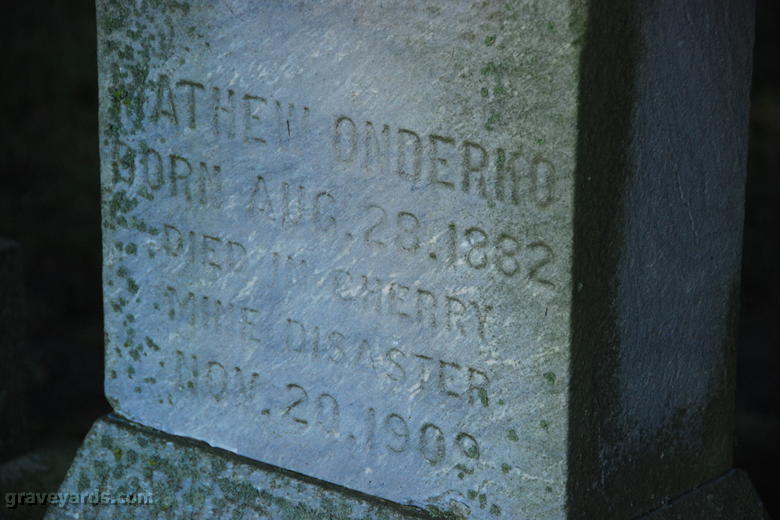 MATHEW ONDERKO
BORN AUG. 28. 1882
DIED IN CHERRY
MINE DISASTER
NOV. 20. 1909
graveyards.com